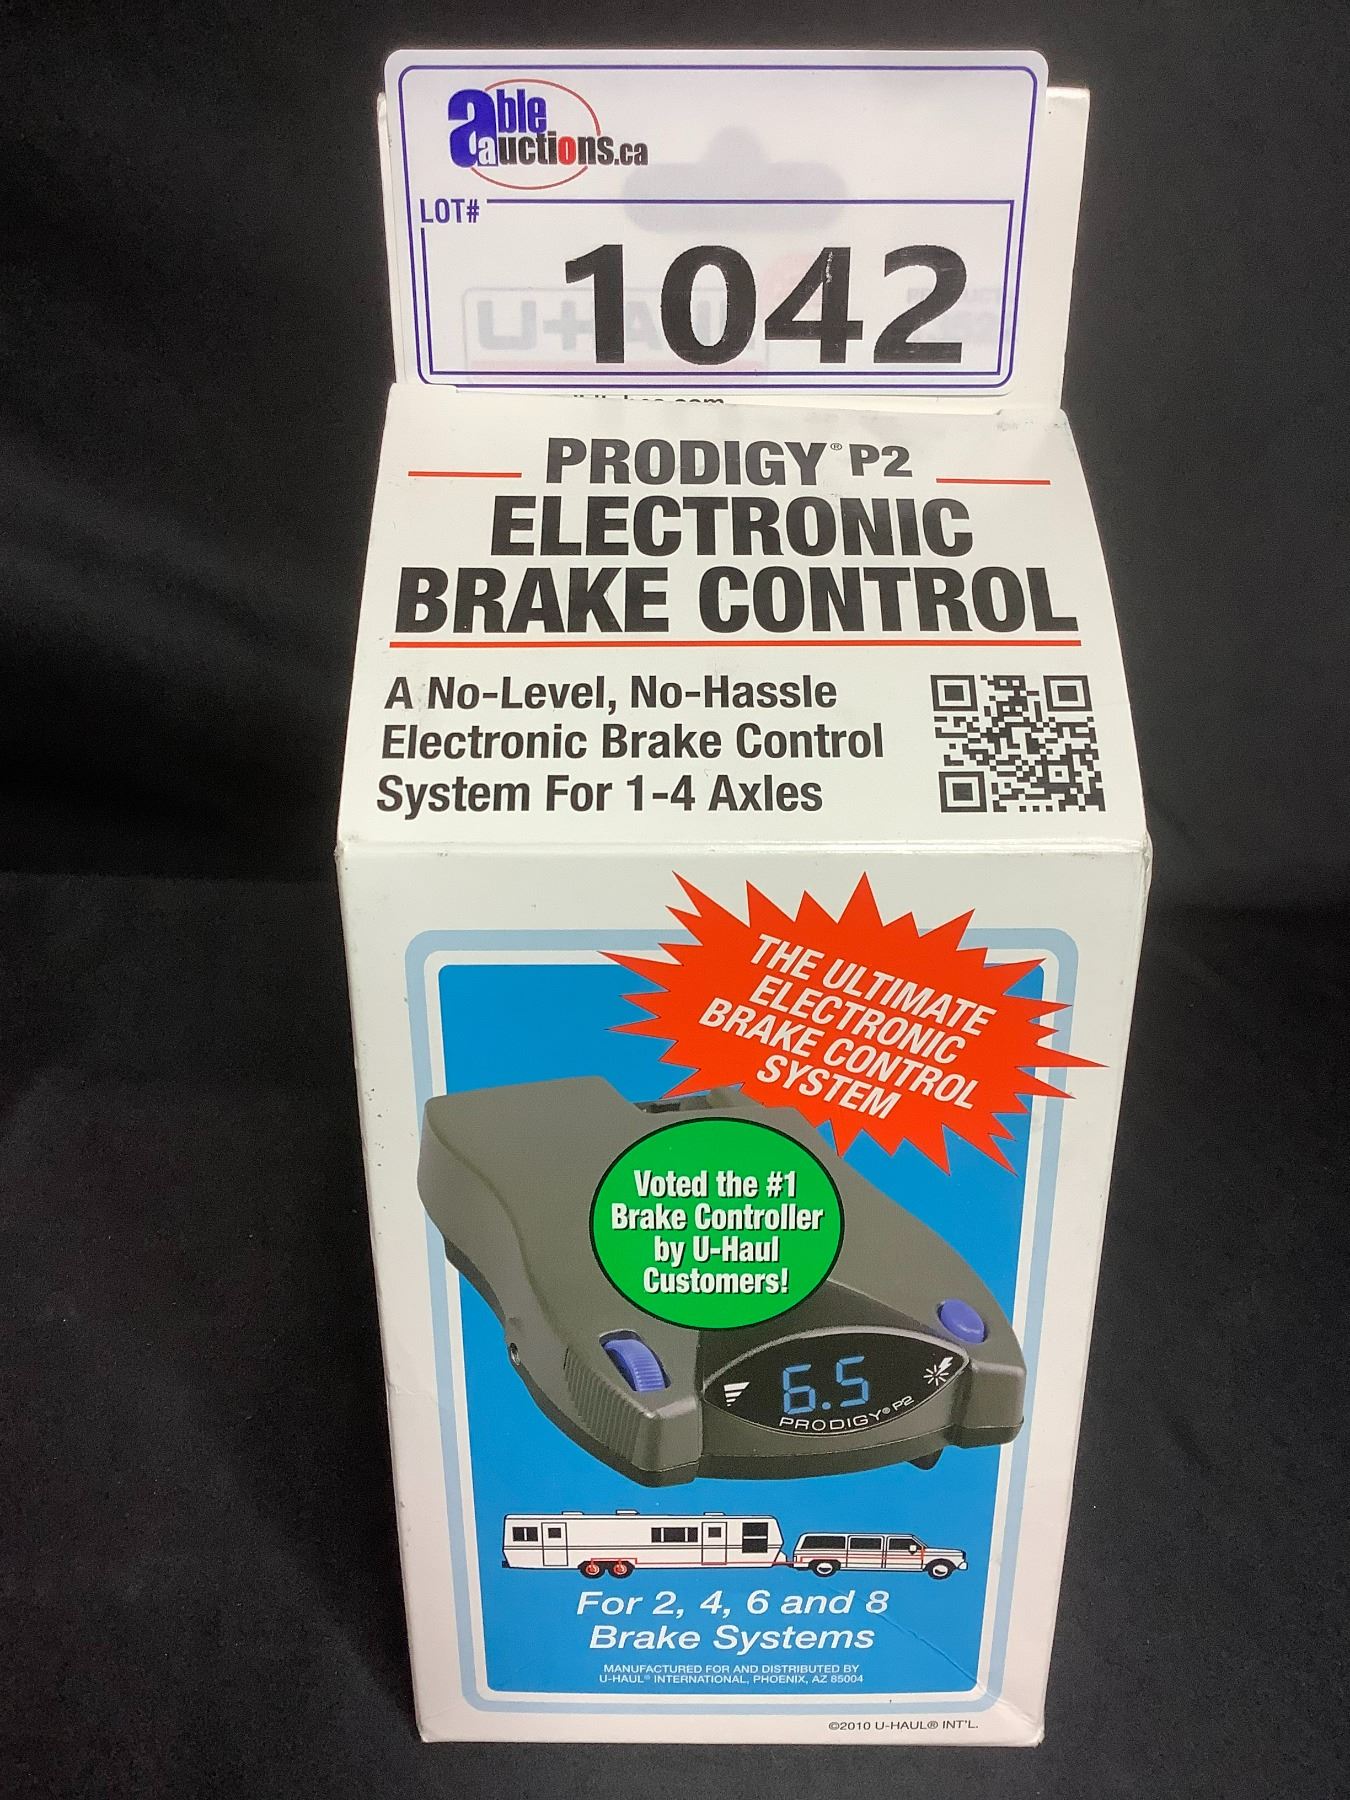 able
auctions.ca
LOT#
1042
U-HAUL
PRODIGY® P2
ELECTRONIC
BRAKE CONTROL
A No-Level, No-Hassle
Electronic Brake Control
System For 1-4 Axles
THE ULTIMATE
ELECTRONIC
BRAKE CONTROL
SYSTEM
Voted the #1
Brake Controller
by U-Haul
Customers!
6.5
PRODIGY® P2
For 2, 4, 6 and 8
Brake Systems
MANUFACTURED FOR AND DISTRIBUTED BY
U-HAUL® INTERNATIONAL, PHOENIX, AZ 85004
©2010 U-HAUL® INT'L.